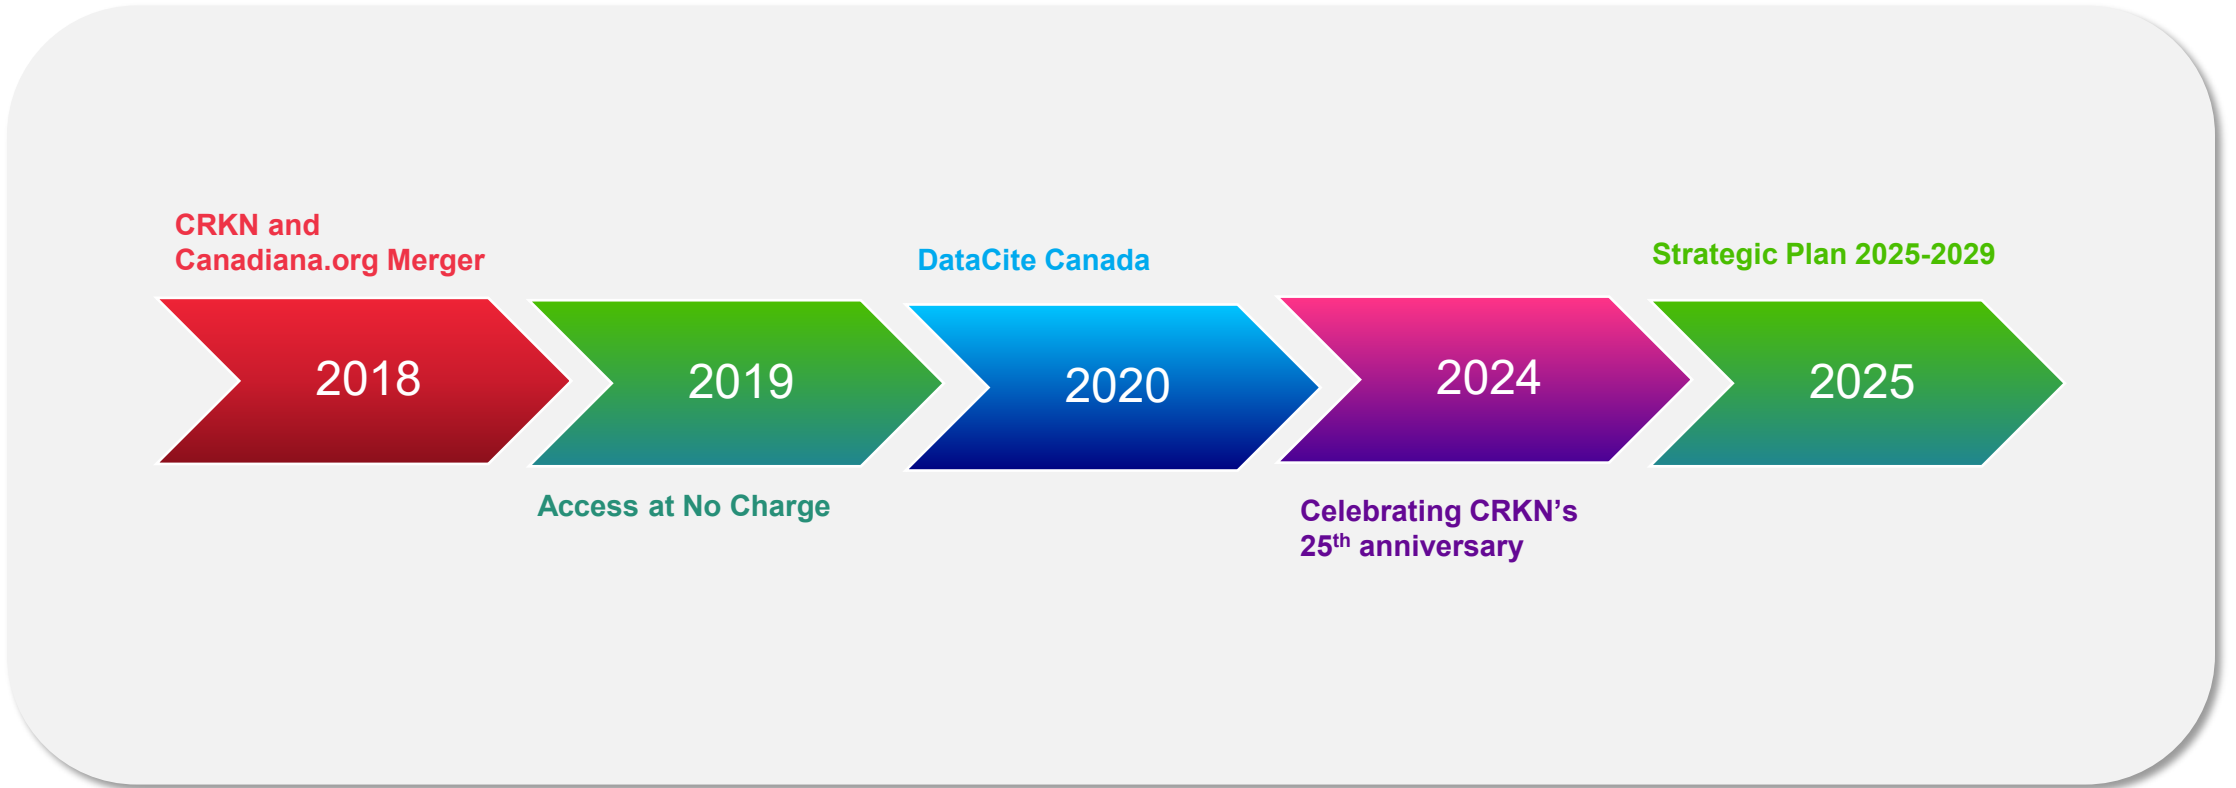 CRKN and
Canadiana.org Merger
2018
2019
Access at No Charge
DataCite Canada
2020
2024
Celebrating CRKN’s
25th anniversary
Strategic Plan 2025-2029
2025